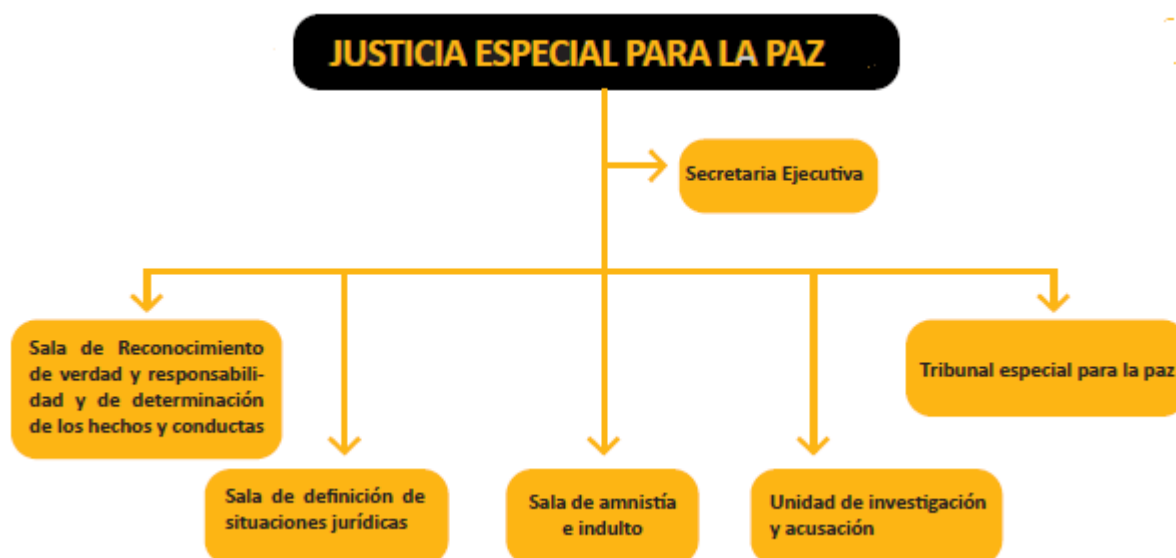 JUSTICIA ESPECIAL PARA LA PAZ
Secretaria Ejecutiva
Sala de Reconocimiento
de verdad y responsabili-
dad y de determinación
de los hechos y conductas
Tribunal especial para la paz
Sala de definición de
situaciones jurídicas
Sala de amnistía
e indulto
Unidad de investigación
y acusación